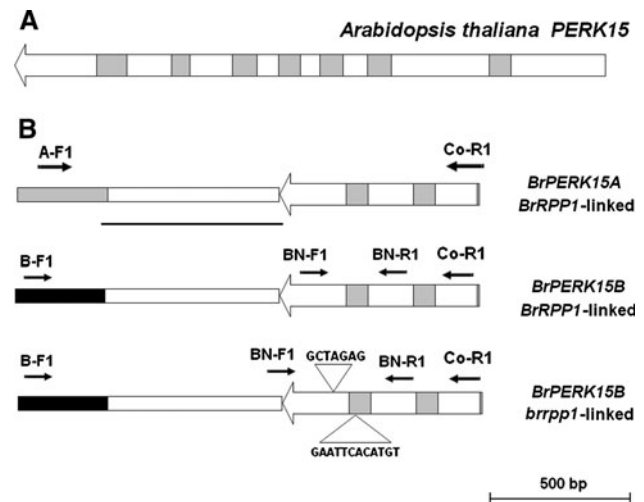 A
Arabidopsis thaliana PERK15
B
A-F1
Co-R1
BrPERK15A
BrRPP1-linked
B-F1
BN-F1
BN-R1
Co-R1
BrPERK15B
BrRPP1-linked
B-F1
BN-F1
GCTAGAG
BN-R1
Co-R1
BrPERK15B
brrpp1-linked
GAATTCACATGT
500 bp